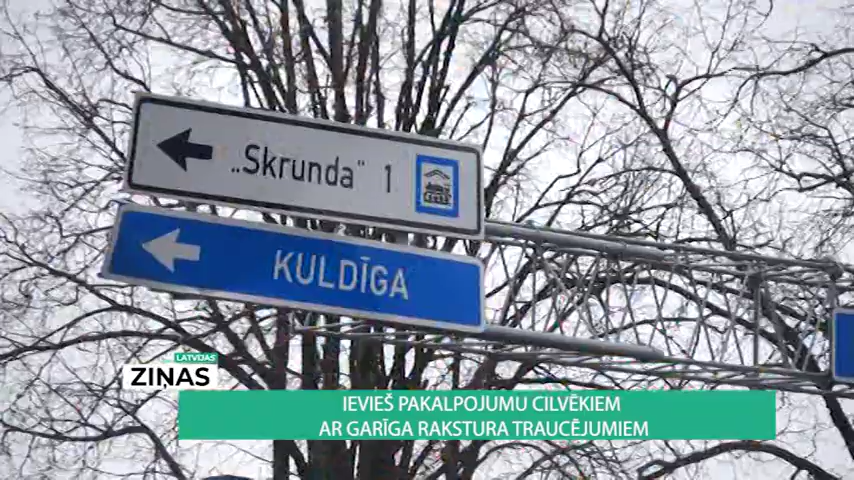 „Skrunda" 1
KULDĪGA
LATVIJAS
ZIŅAS
IEVIEŠ PAKALPOJUMU CILVĒKIEM
AR GARĪGA RAKSTURA TRAUCĒJUMIEM